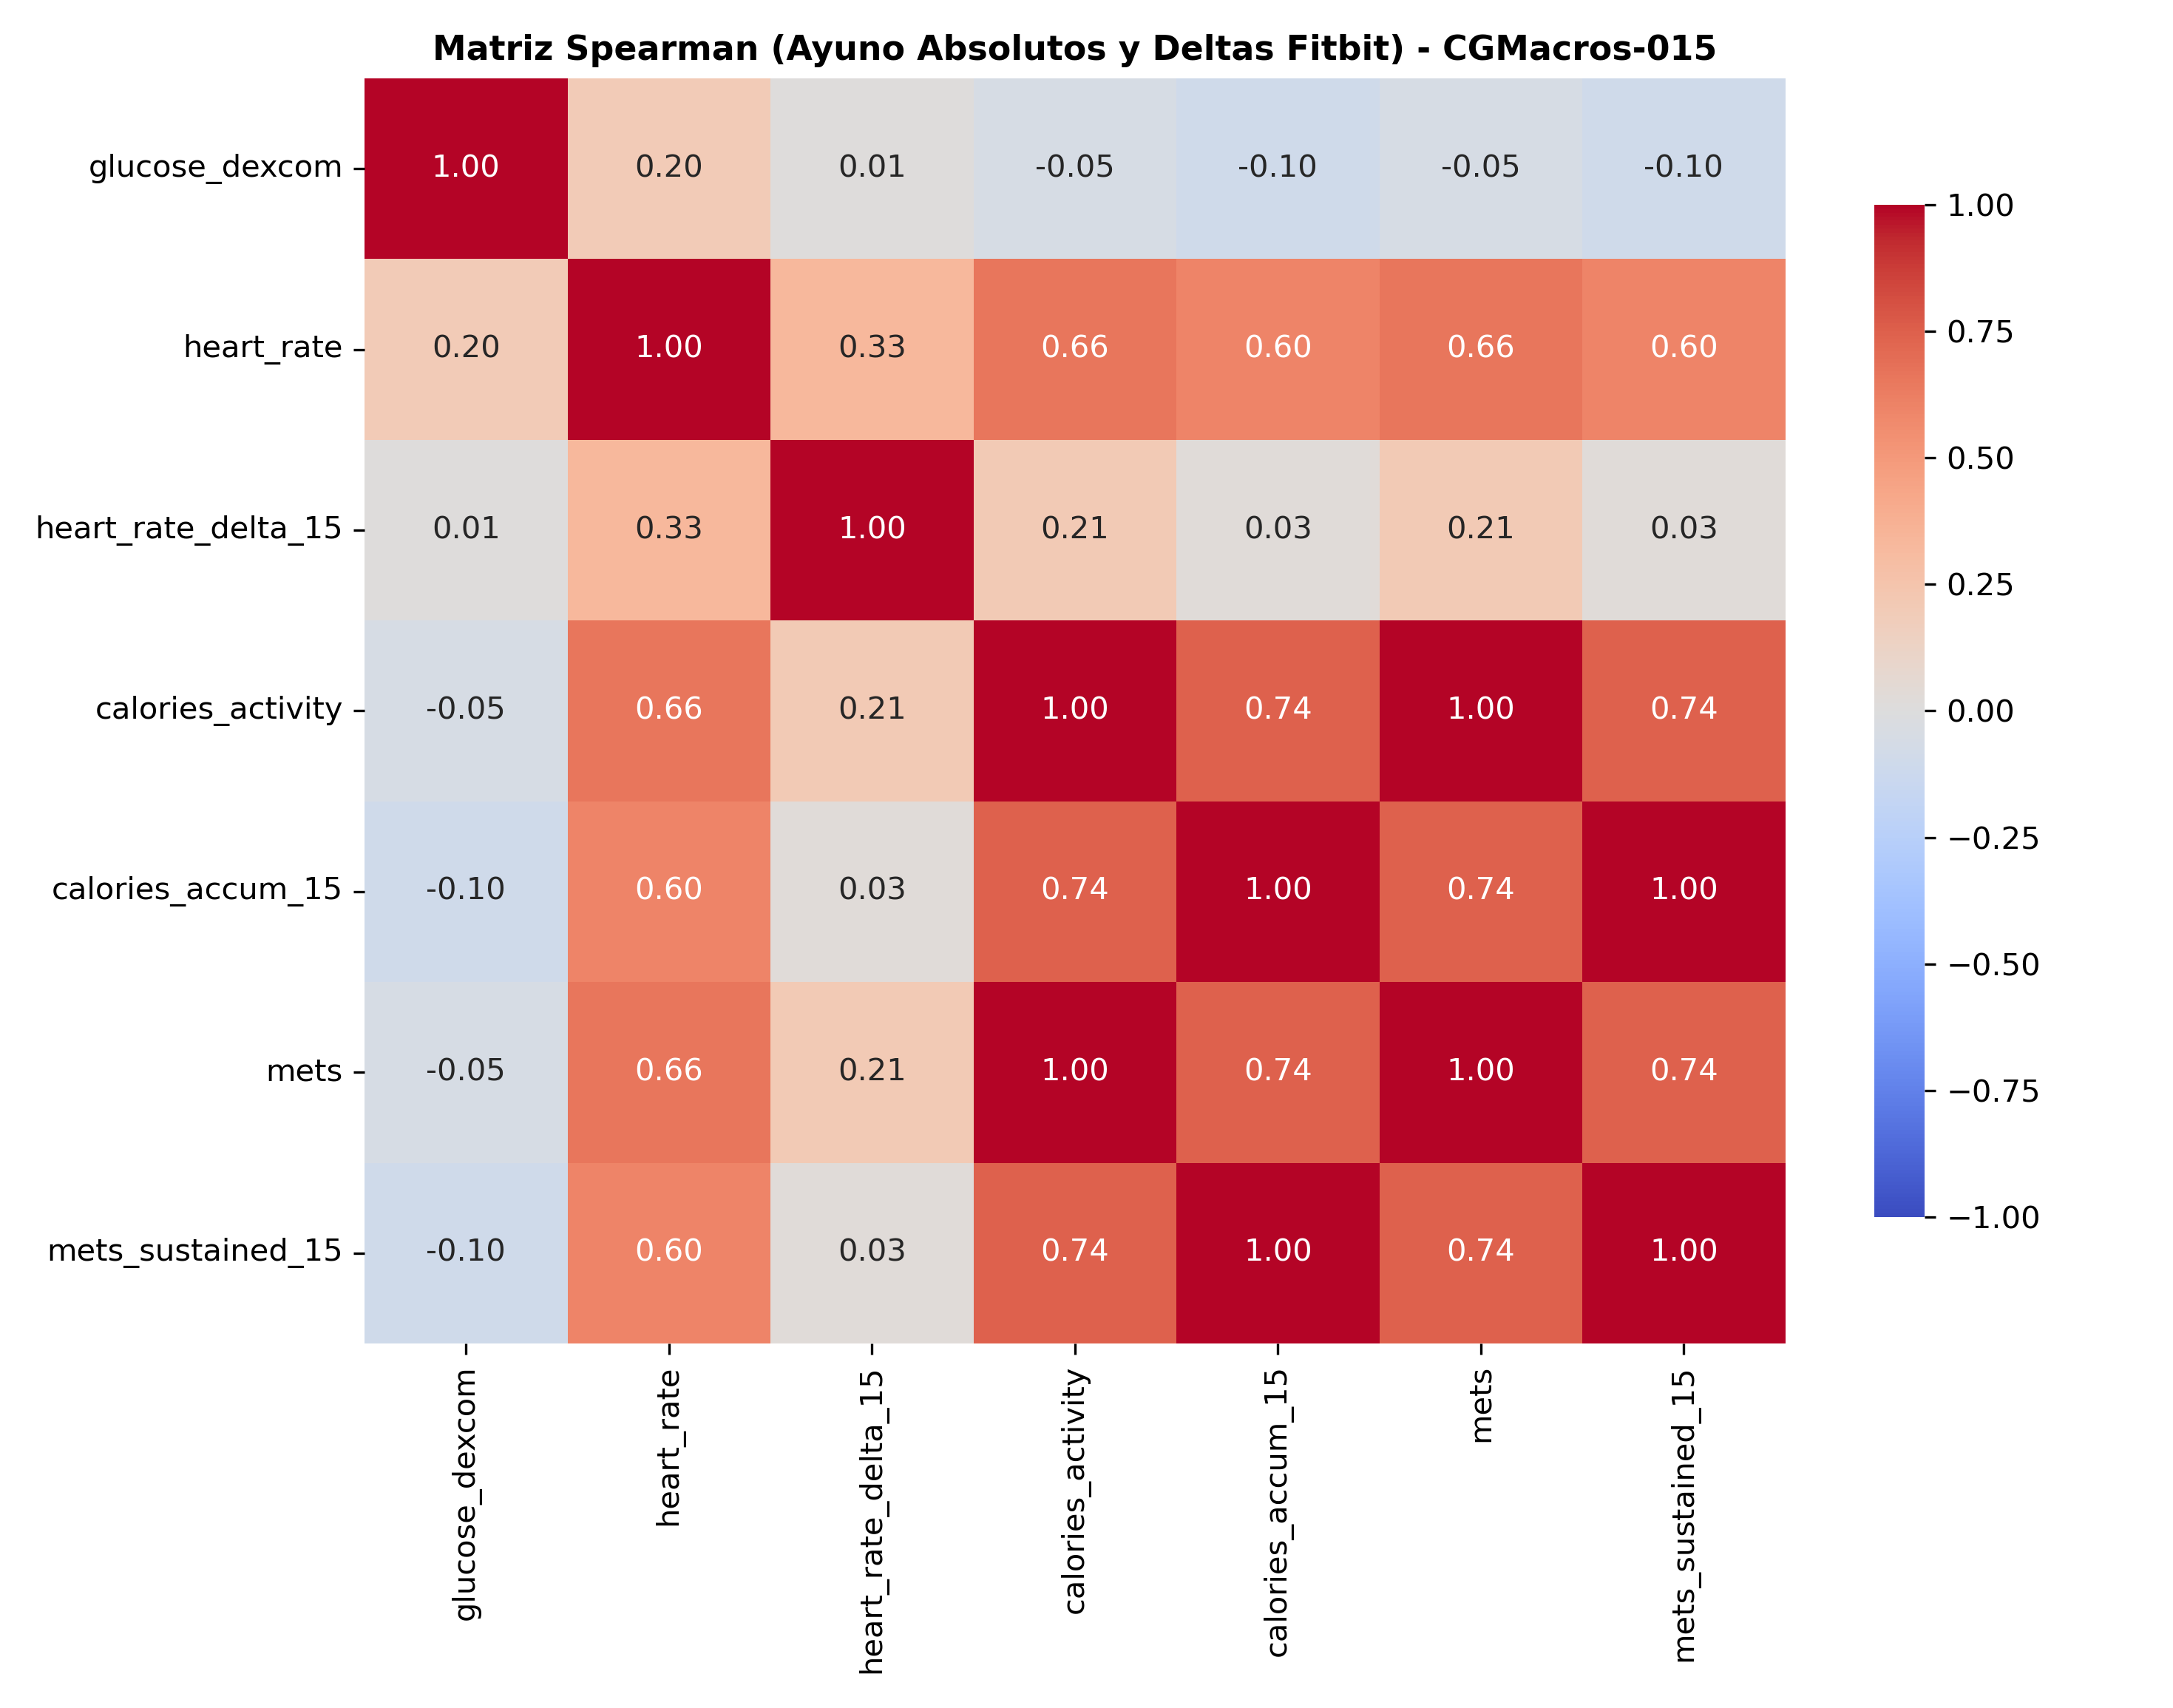 Matriz Spearman (Ayuno Absolutos y Deltas Fitbit) - CGMacros-015
glucose_dexcom 1.00 0.20 0.01 -0.05 -0.10 -0.05 -0.10
heart_rate 0.20 1.00 0.33 0.66 0.60 0.66 0.60
heart_rate_delta_15 0.01 0.33 1.00 0.21 0.03 0.21 0.03
calories_activity -0.05 0.66 0.21 1.00 0.74 1.00 0.74
calories_accum_15 -0.10 0.60 0.03 0.74 1.00 0.74 1.00
mets -0.05 0.66 0.21 1.00 0.74 1.00 0.74
mets_sustained_15 -0.10 0.60 0.03 0.74 1.00 0.74 1.00
glucose_dexcom
heart_rate
heart_rate_delta_15
calories_activity
calories_accum_15
mets
mets_sustained_15
1.00
0.75
0.50
0.25
0.00
−0.25
−0.50
−0.75
−1.00